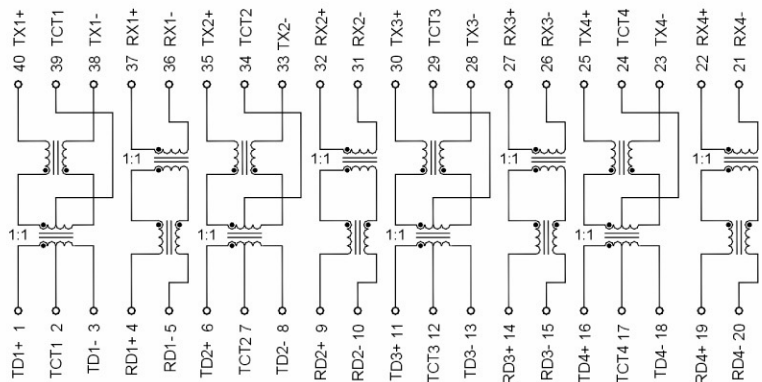 40 TX1+
39 TCT1
38 TX1-
37 RX1+
36 RX1-
35 TX2+
34 TCT2
33 TX2-
32 RX2+
31 RX2-
30 TX3+
29 TCT3
28 TX3-
27 RX3+
26 RX3-
25 TX4+
24 TCT4
23 TX4-
22 RX4+
21 RX4-
1:1
1:1
1:1
1:1
1:1
1:1
1:1
1:1
TD1+ 1
TCT1 2
TD1- 3
RD1+ 4
RD1- 5
TD2+ 6
TCT2 7
TD2- 8
RD2+ 9
RD2- 10
TD3+ 11
TCT3 12
TD3- 13
RD3+ 14
RD3- 15
TD4+ 16
TCT4 17
TD4- 18
RD4+ 19
RD4- 20